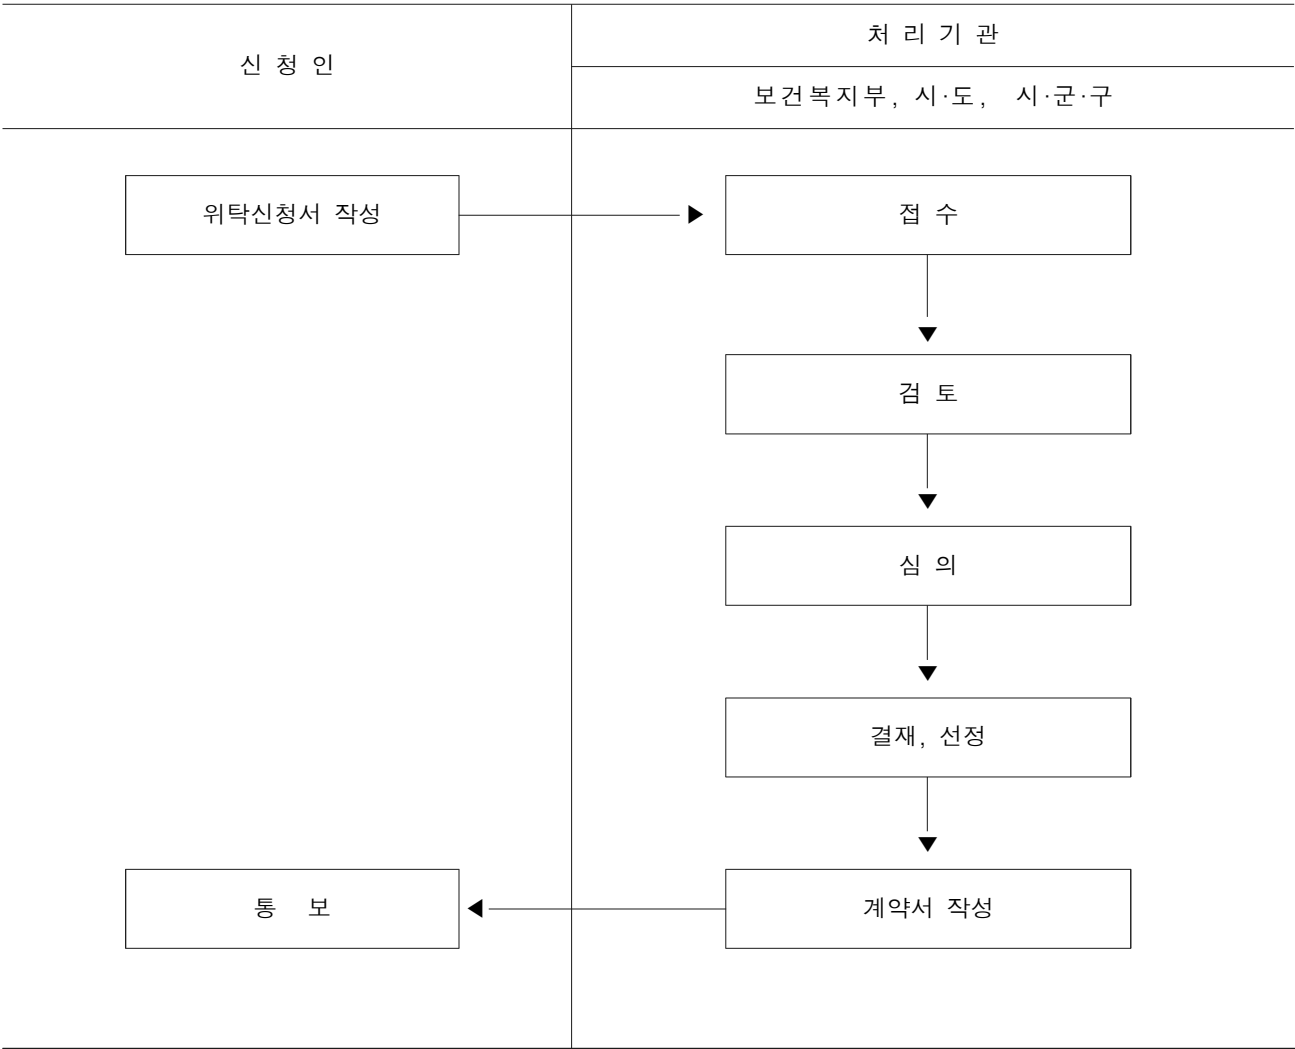 신 청 인
처 리 기 관
보건복지부, 시·도, 시·군·구
위탁신청서 작성
접 수
검 토
심 의
결재, 선정
통 보
계약서 작성